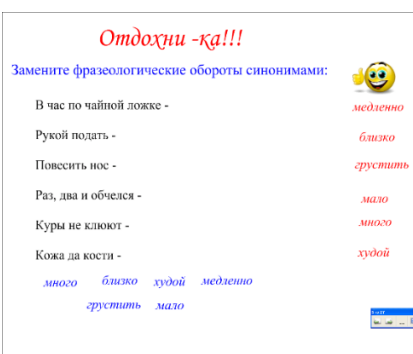 Отдохни -ка!!!
Замените фразеологические обороты синонимами:
В час по чайной ложке - медленно
Рукой подать - близко
Повесить нос - грустить
Раз, два и обчелся - мало
Куры не клюют - много
Кожа да кости - худой
много близко худой медленно
грустить мало